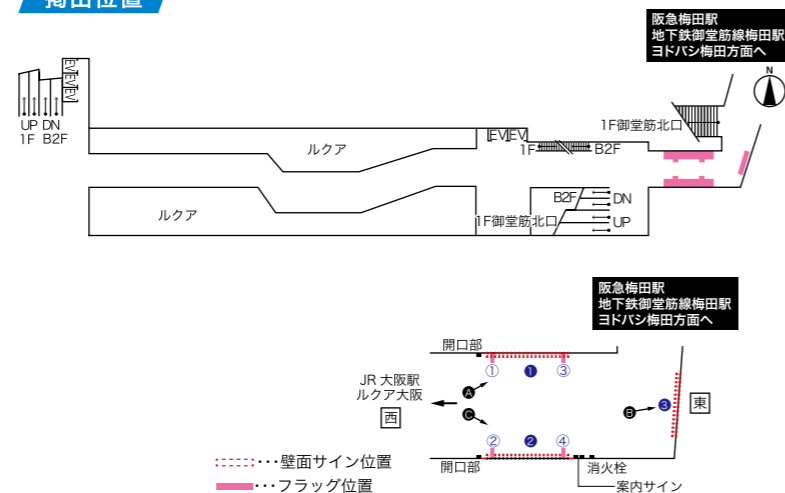 掲出位置
阪急梅田駅
地下鉄御堂筋線梅田駅
ヨドバシ梅田方面へ
N
EV
EV
EV
UP DN
1F B2F
ルクア
EV EV
1F B2F
1F御堂筋北口
ルクア
B2F DN
1F御堂筋北口 UP
阪急梅田駅
地下鉄御堂筋線梅田駅
ヨドバシ梅田方面へ
開口部
① ❶ ③
JR 大阪駅
ルクア大阪
西
A
C
B ❸ 東
② ❷ ④
開口部 消火栓
案内サイン
・・・壁面サイン位置
・・・フラッグ位置